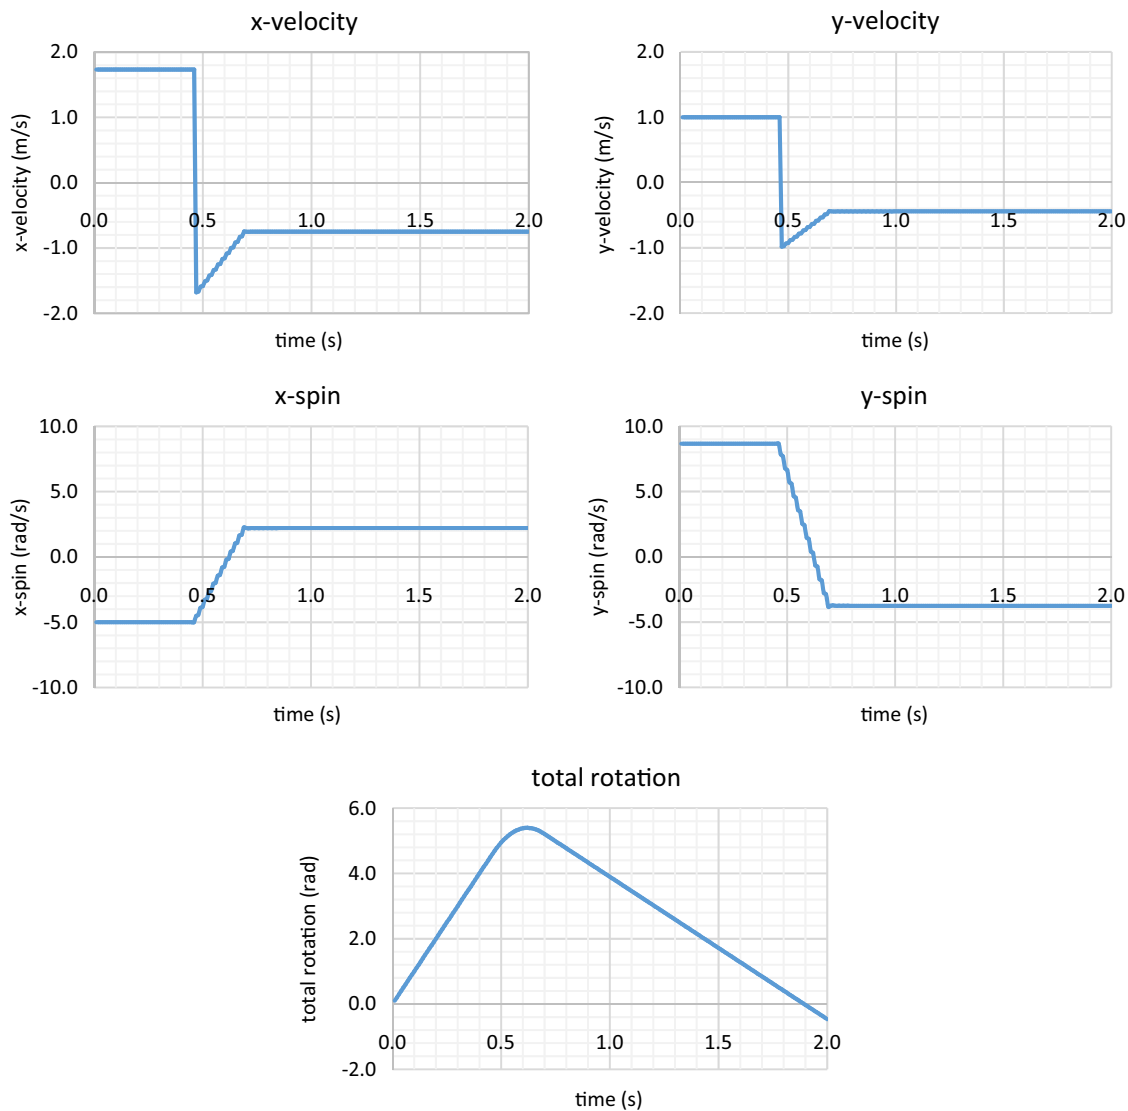 x-velocity
2.0
1.0
0.0
-1.0
-2.0
0.0 0.5 1.0 1.5 2.0
x-velocity (m/s)
time (s)
y-velocity
2.0
1.0
0.0
-1.0
-2.0
0.0 0.5 1.0 1.5 2.0
y-velocity (m/s)
time (s)
x-spin
10.0
5.0
0.0
-5.0
-10.0
0.0 0.5 1.0 1.5 2.0
x-spin (rad/s)
time (s)
y-spin
10.0
5.0
0.0
-5.0
-10.0
0.0 0.5 1.0 1.5 2.0
y-spin (rad/s)
time (s)
total rotation
6.0
4.0
2.0
0.0
-2.0
0.0 0.5 1.0 1.5 2.0
total rotation (rad)
time (s)